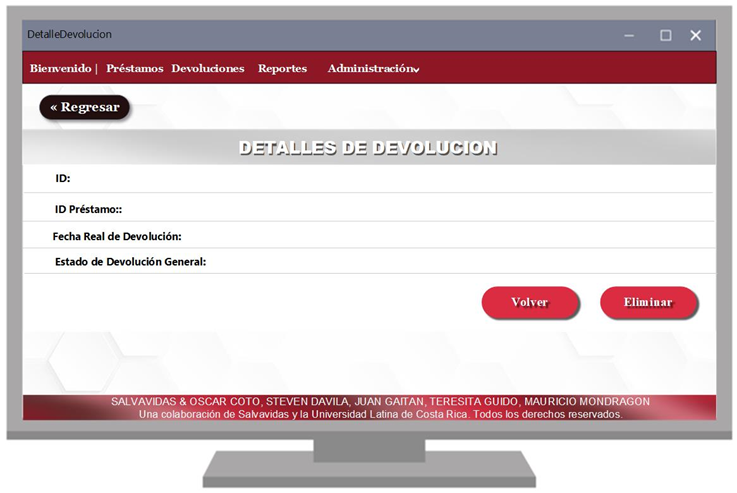 DetalleDevolucion
Bienvenido | Préstamos Devoluciones Reportes Administración
« Regresar
DETALLES DE DEVOLUCION
ID:
ID Préstamo::
Fecha Real de Devolución:
Estado de Devolución General:
Volver Eliminar
SALVAVIDAS & OSCAR COTO, STEVEN DAVILA, JUAN GAITAN, TERESITA GUIDO, MAURICIO MONDRAGON
Una colaboración de Salvavidas y la Universidad Latina de Costa Rica. Todos los derechos reservados.